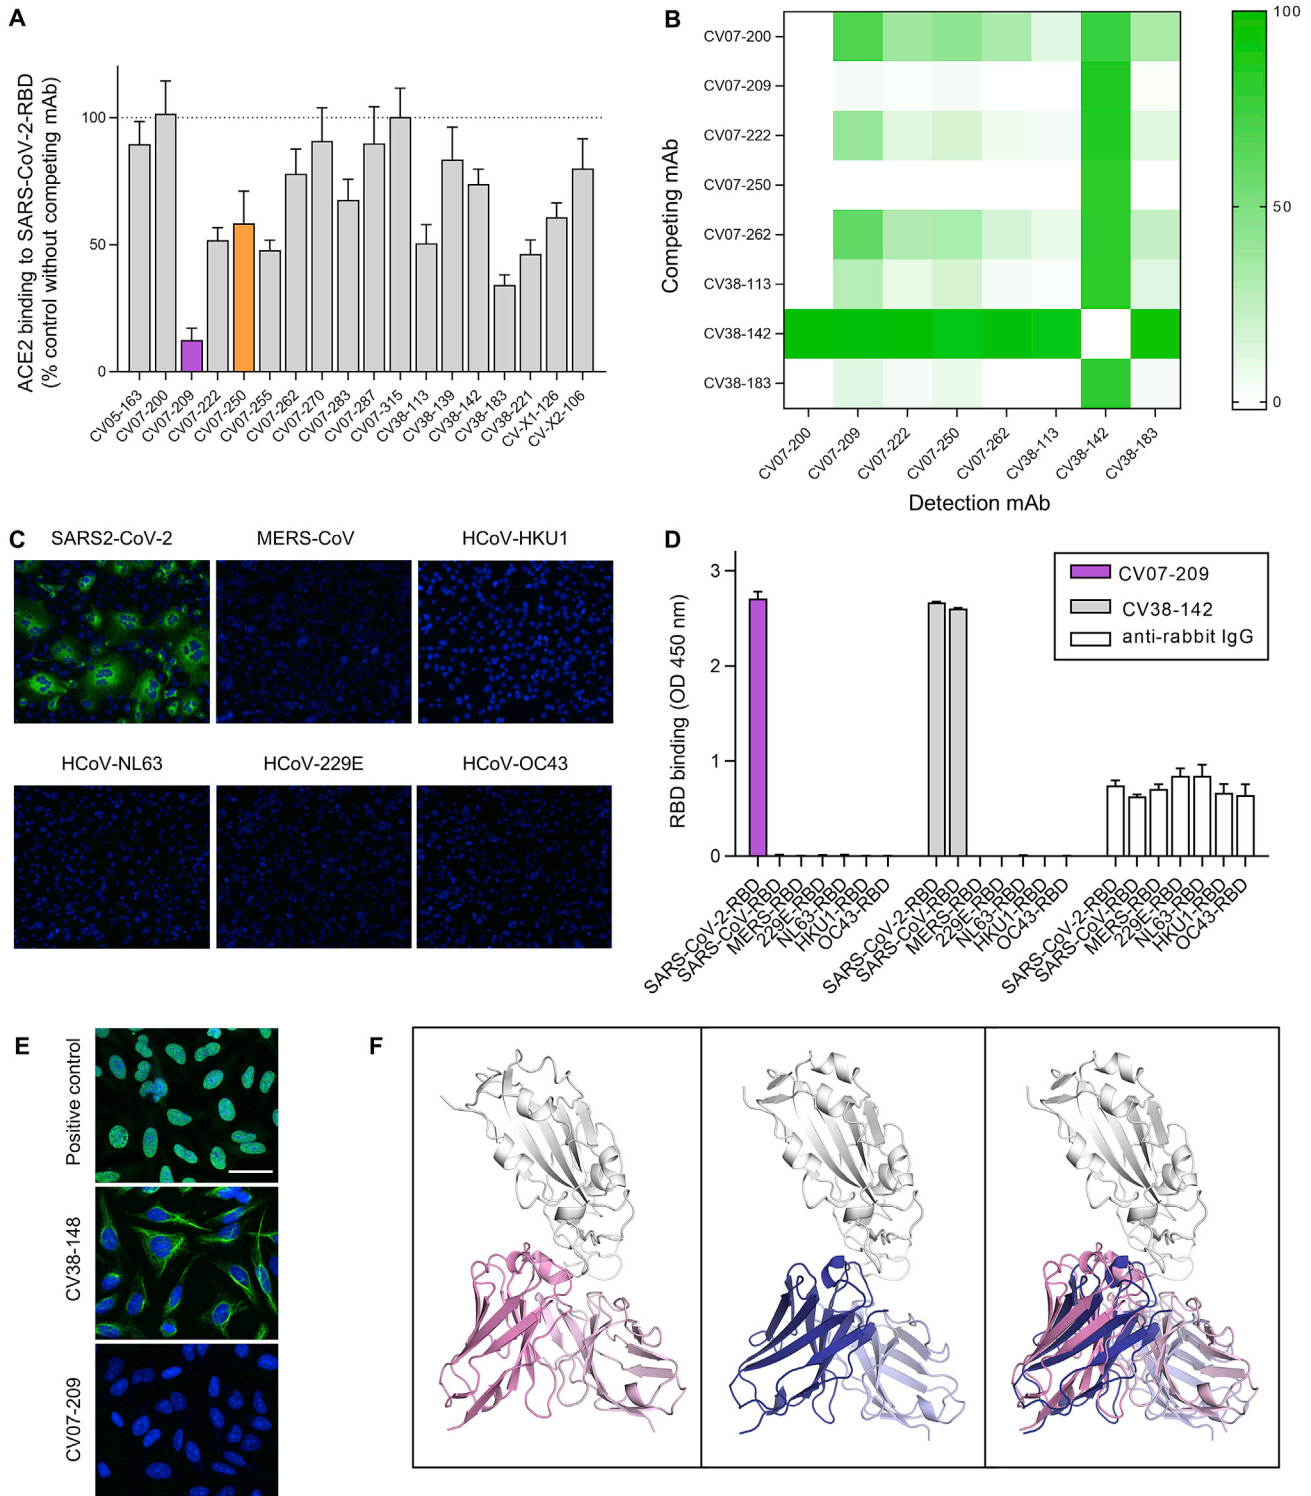 A
ACE2 binding to SARS-CoV-2-RBD
(% control without competing mAb)
100
50
0
CV05-163
CV07-200
CV07-209
CV07-222
CV07-250
CV07-255
CV07-262
CV07-270
CV07-283
CV07-287
CV07-315
CV38-113
CV38-139
CV38-142
CV38-183
CV38-221
CV-X1-126
CV-X2-106
B
Competing mAb
CV07-200
CV07-209
CV07-222
CV07-250
CV07-262
CV38-113
CV38-142
CV38-183
CV07-200
CV07-209
CV07-222
CV07-250
CV07-262
CV38-113
CV38-142
CV38-183
Detection mAb
100
50
0
C
SARS2-CoV-2
MERS-CoV
HCoV-HKU1
HCoV-NL63
HCoV-229E
HCoV-OC43
D
RBD binding (OD 450 nm)
3
2
1
0
CV07-209
CV38-142
anti-rabbit IgG
SARS-CoV-2-RBD
SARS-CoV-RBD
MERS-RBD
229E-RBD
NL63-RBD
HKU1-RBD
OC43-RBD
SARS-CoV-2-RBD
SARS-CoV-RBD
MERS-RBD
229E-RBD
NL63-RBD
HKU1-RBD
OC43-RBD
SARS-CoV-2-RBD
SARS-CoV-RBD
MERS-RBD
229E-RBD
NL63-RBD
HKU1-RBD
OC43-RBD
E
Positive control
CV38-148
CV07-209
F